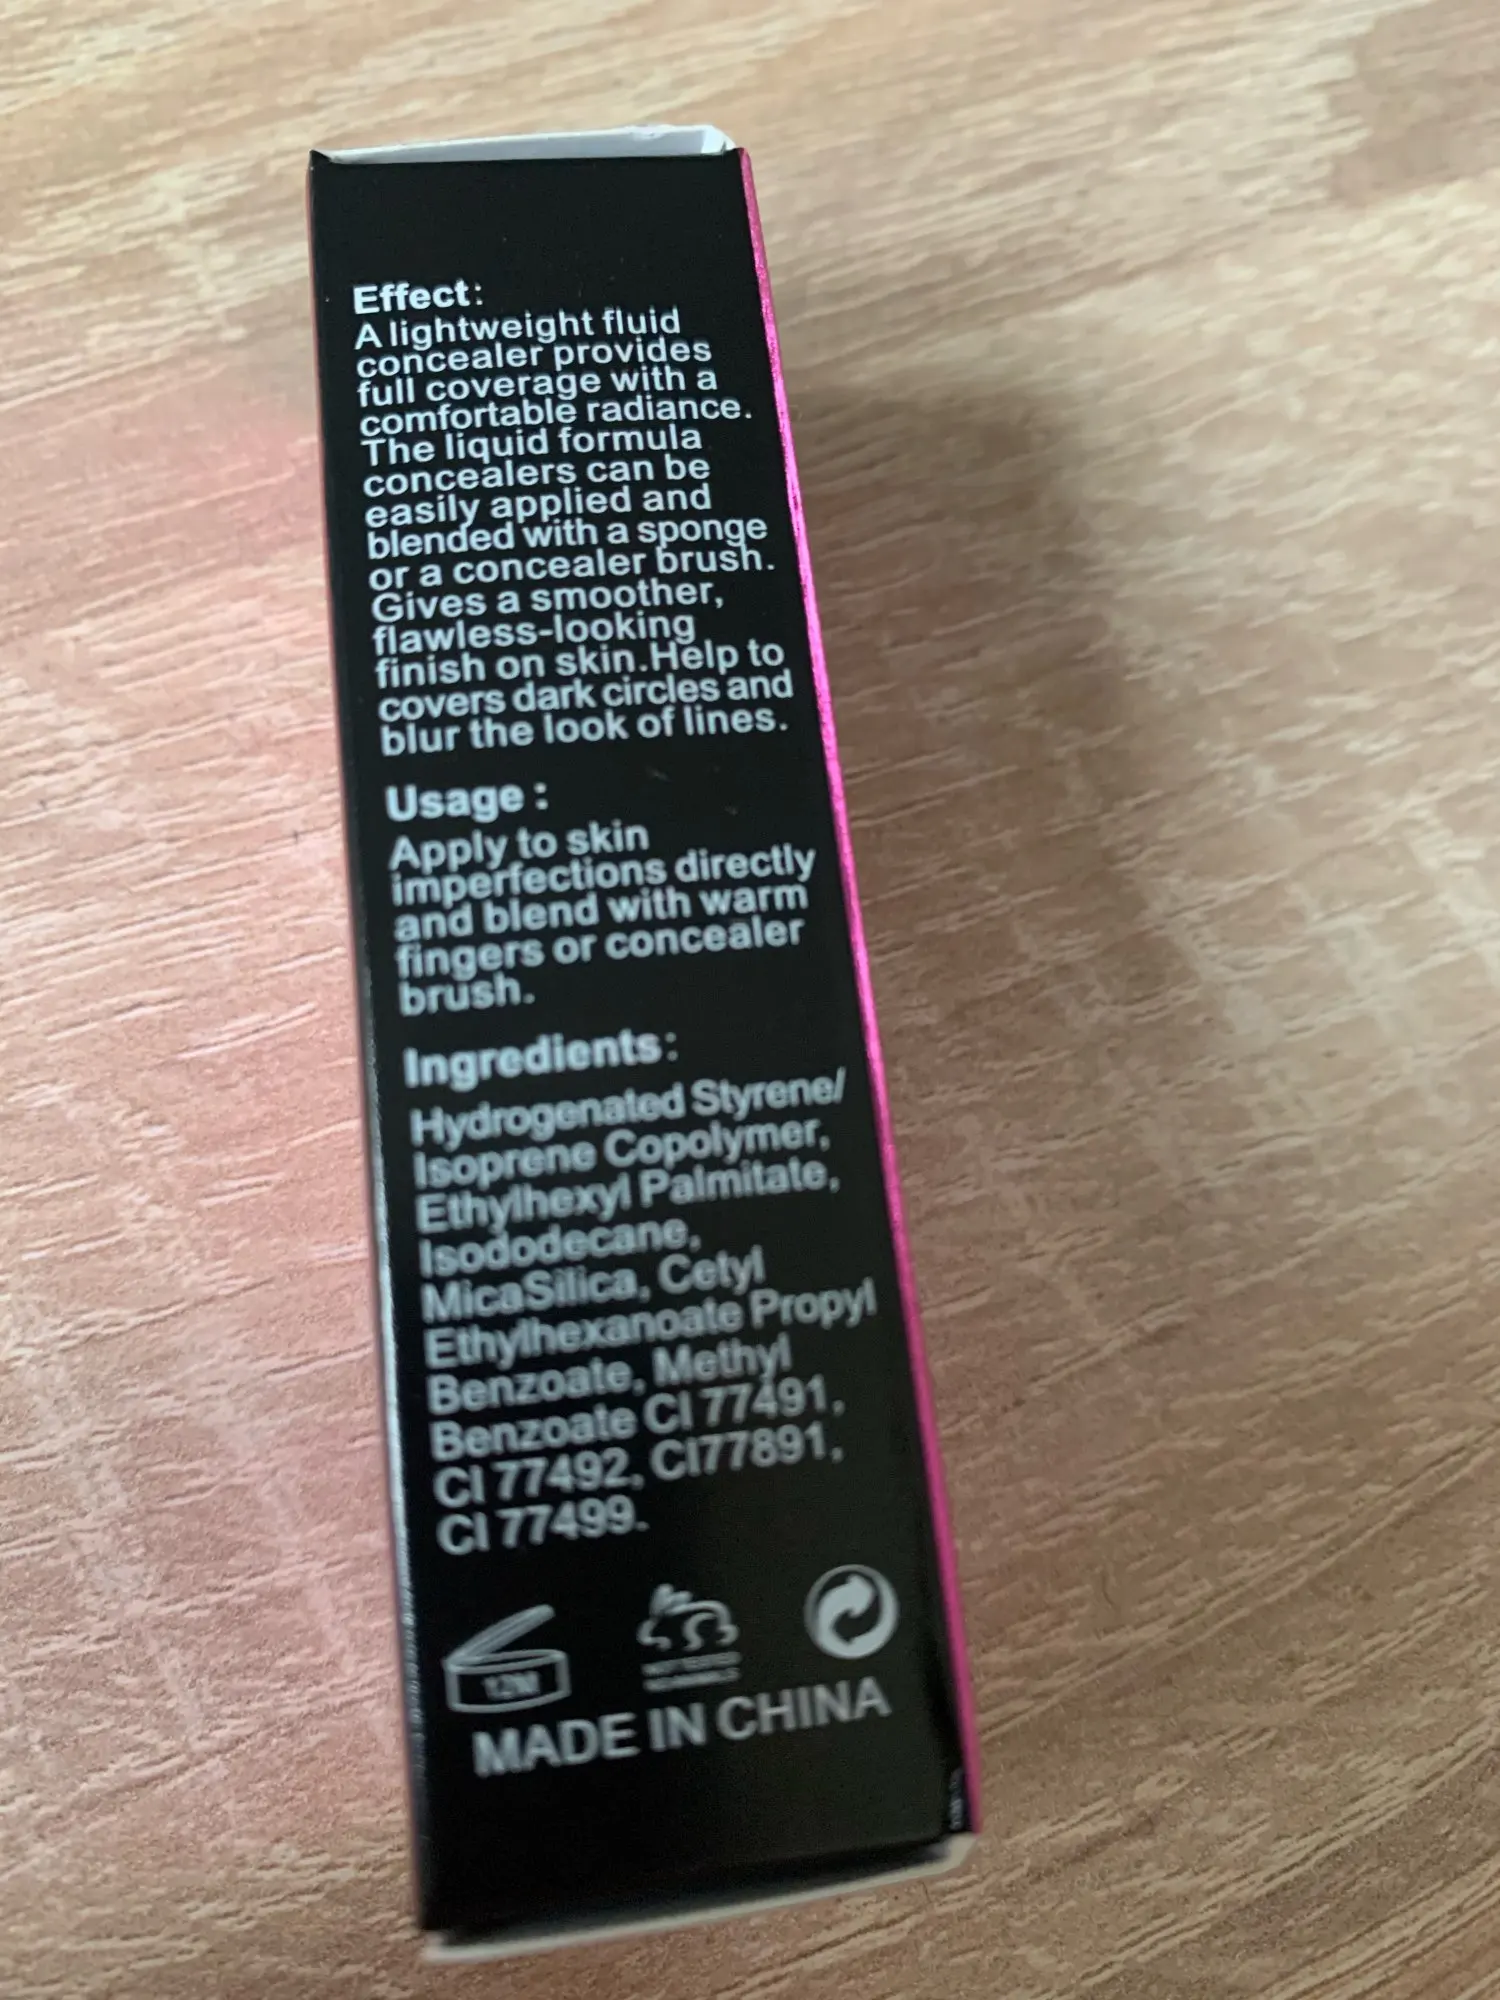 Effect:
A lightweight fluid
concealer provides
full coverage with a
comfortable radiance.
The liquid formula
concealers can be
easily applied and
blended with a sponge
or a concealer brush.
Gives a smoother,
flawless-looking
finish on skin.Help to
covers dark circles and
blur the look of lines.
Usage :
Apply to skin
imperfections directly
and blend with warm
fingers or concealer
brush.
Ingredients:
Hydrogenated Styrene/
Isoprene Copolymer,
Ethylhexyl Palmitate,
Isododecane,
MicaSilica, Cetyl
Ethylhexanoate Propyl
Benzoate, Methyl
Benzoate CI 77491,
CI 77492, CI77891,
CI 77499.
12M
MADE IN CHINA